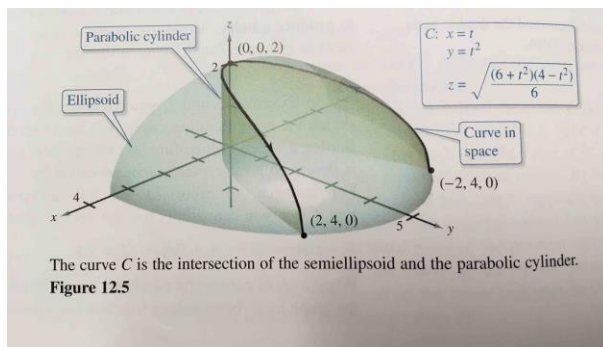 z
Parabolic cylinder
(0, 0, 2)
2
C: x = t
y = t²
z = √((6 + t²)(4 − t²)/6)
Ellipsoid
Curve in
space
(−2, 4, 0)
4
x
(2, 4, 0)
5
y
The curve C is the intersection of the semiellipsoid and the parabolic cylinder.
Figure 12.5